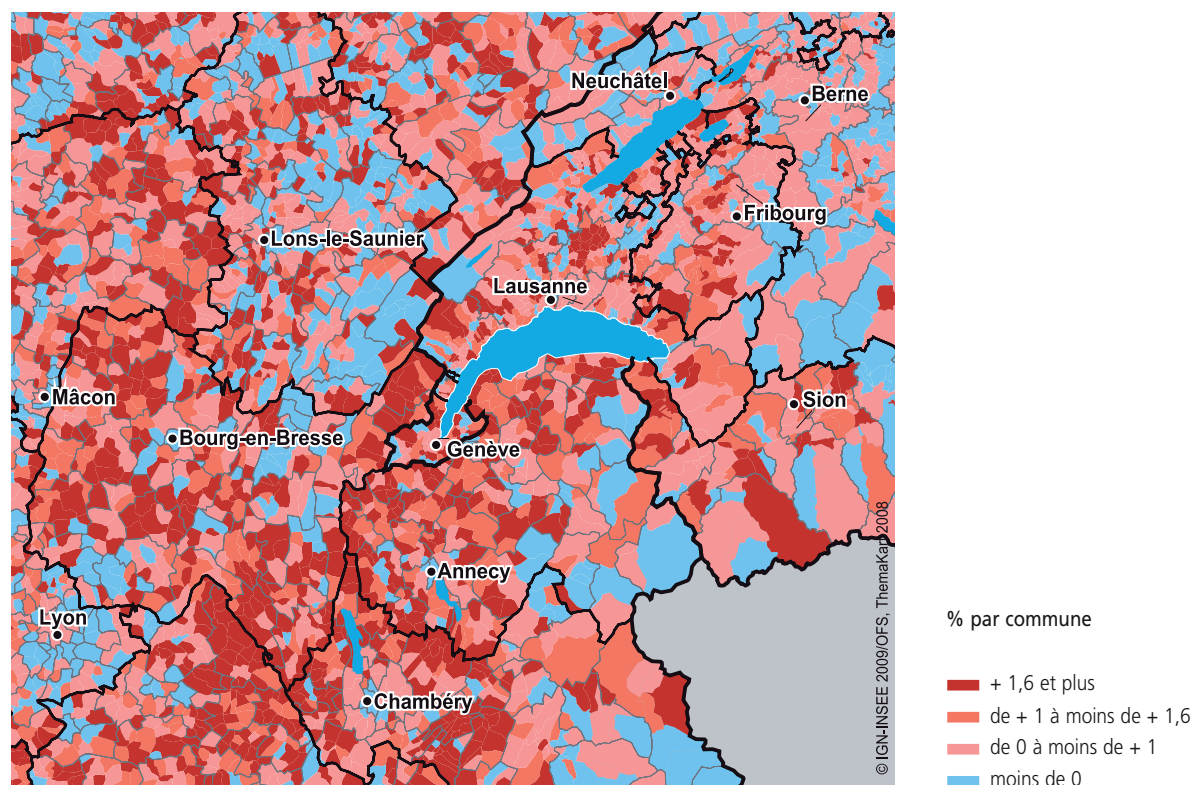 Neuchâtel
Berne
Fribourg
Lons-le-Saunier
Lausanne
Mâcon
Sion
Bourg-en-Bresse
Genève
Annecy
Lyon
Chambéry
© IGN-INSEE 2009/OFS, ThemaKart 2008
% par commune
+ 1,6 et plus
de + 1 à moins de + 1,6
de 0 à moins de + 1
moins de 0